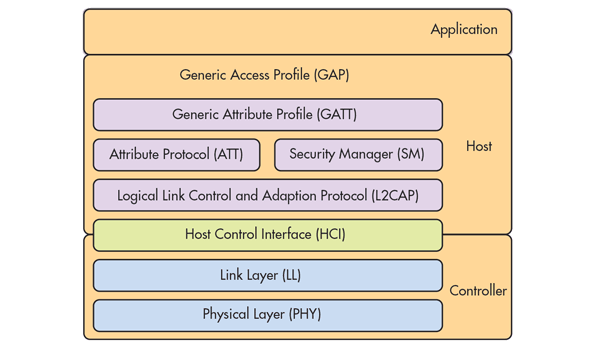 Application
Generic Access Profile (GAP)
Generic Attribute Profile (GATT)
Attribute Protocol (ATT)
Security Manager (SM)
Host
Logical Link Control and Adaption Protocol (L2CAP)
Host Control Interface (HCI)
Link Layer (LL)
Controller
Physical Layer (PHY)